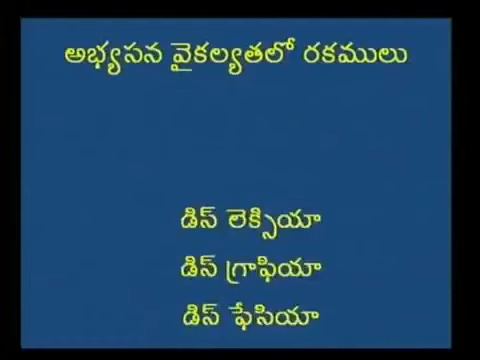 అభ్యసన వైకల్యతలో రకములు
డిస్ లెక్సియా
డిస్ గ్రాఫియా
డిస్ ఫేసియా